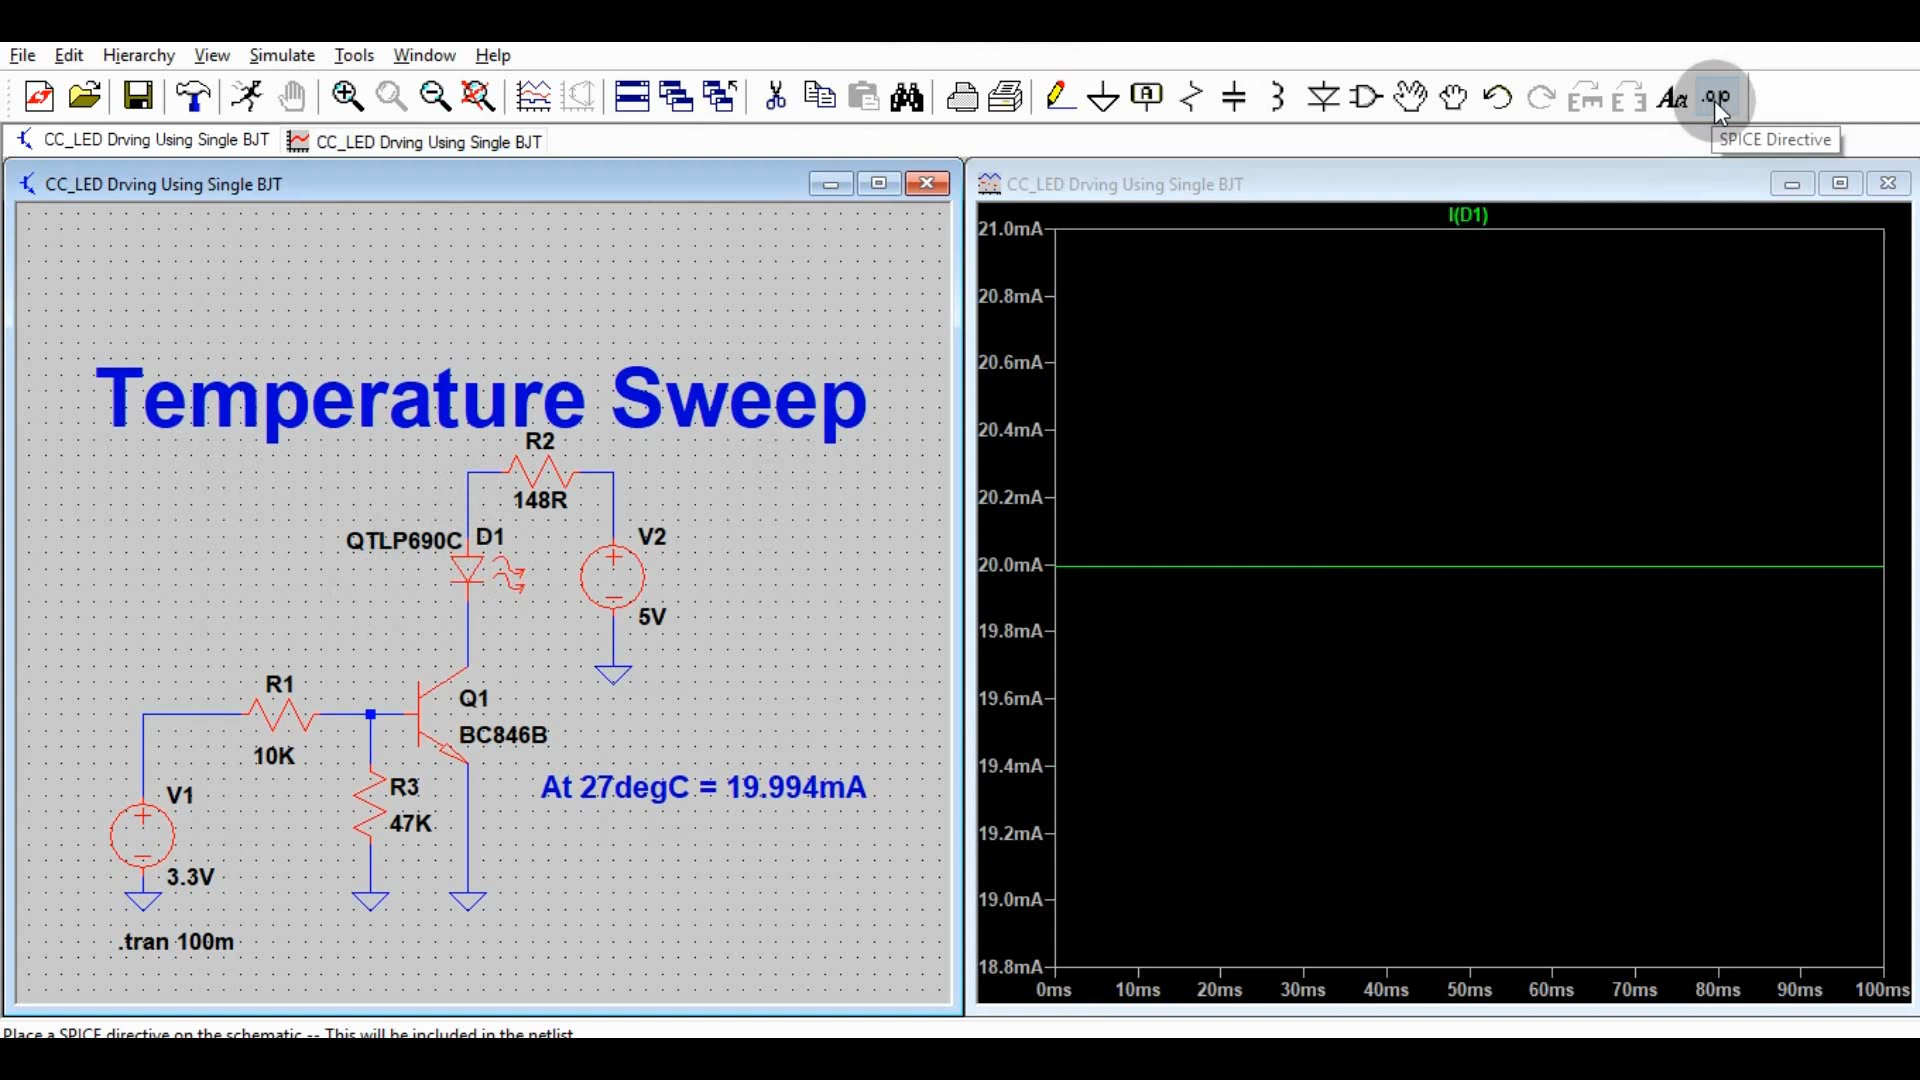 File Edit Hierarchy View Simulate Tools Window Help
A Aa .op
SPICE Directive
CC_LED Drving Using Single BJT CC_LED Drving Using Single BJT
CC_LED Drving Using Single BJT
Temperature Sweep
R2
148R
QTLP690C D1
V2
5V
R1
10K
Q1
BC846B
At 27degC = 19.994mA
R3
47K
V1
3.3V
.tran 100m
CC_LED Drving Using Single BJT
I(D1)
21.0mA
20.8mA
20.6mA
20.4mA
20.2mA
20.0mA
19.8mA
19.6mA
19.4mA
19.2mA
19.0mA
18.8mA
0ms 10ms 20ms 30ms 40ms 50ms 60ms 70ms 80ms 90ms 100ms
Place a SPICE directive on the schematic -- This will be included in the netlist